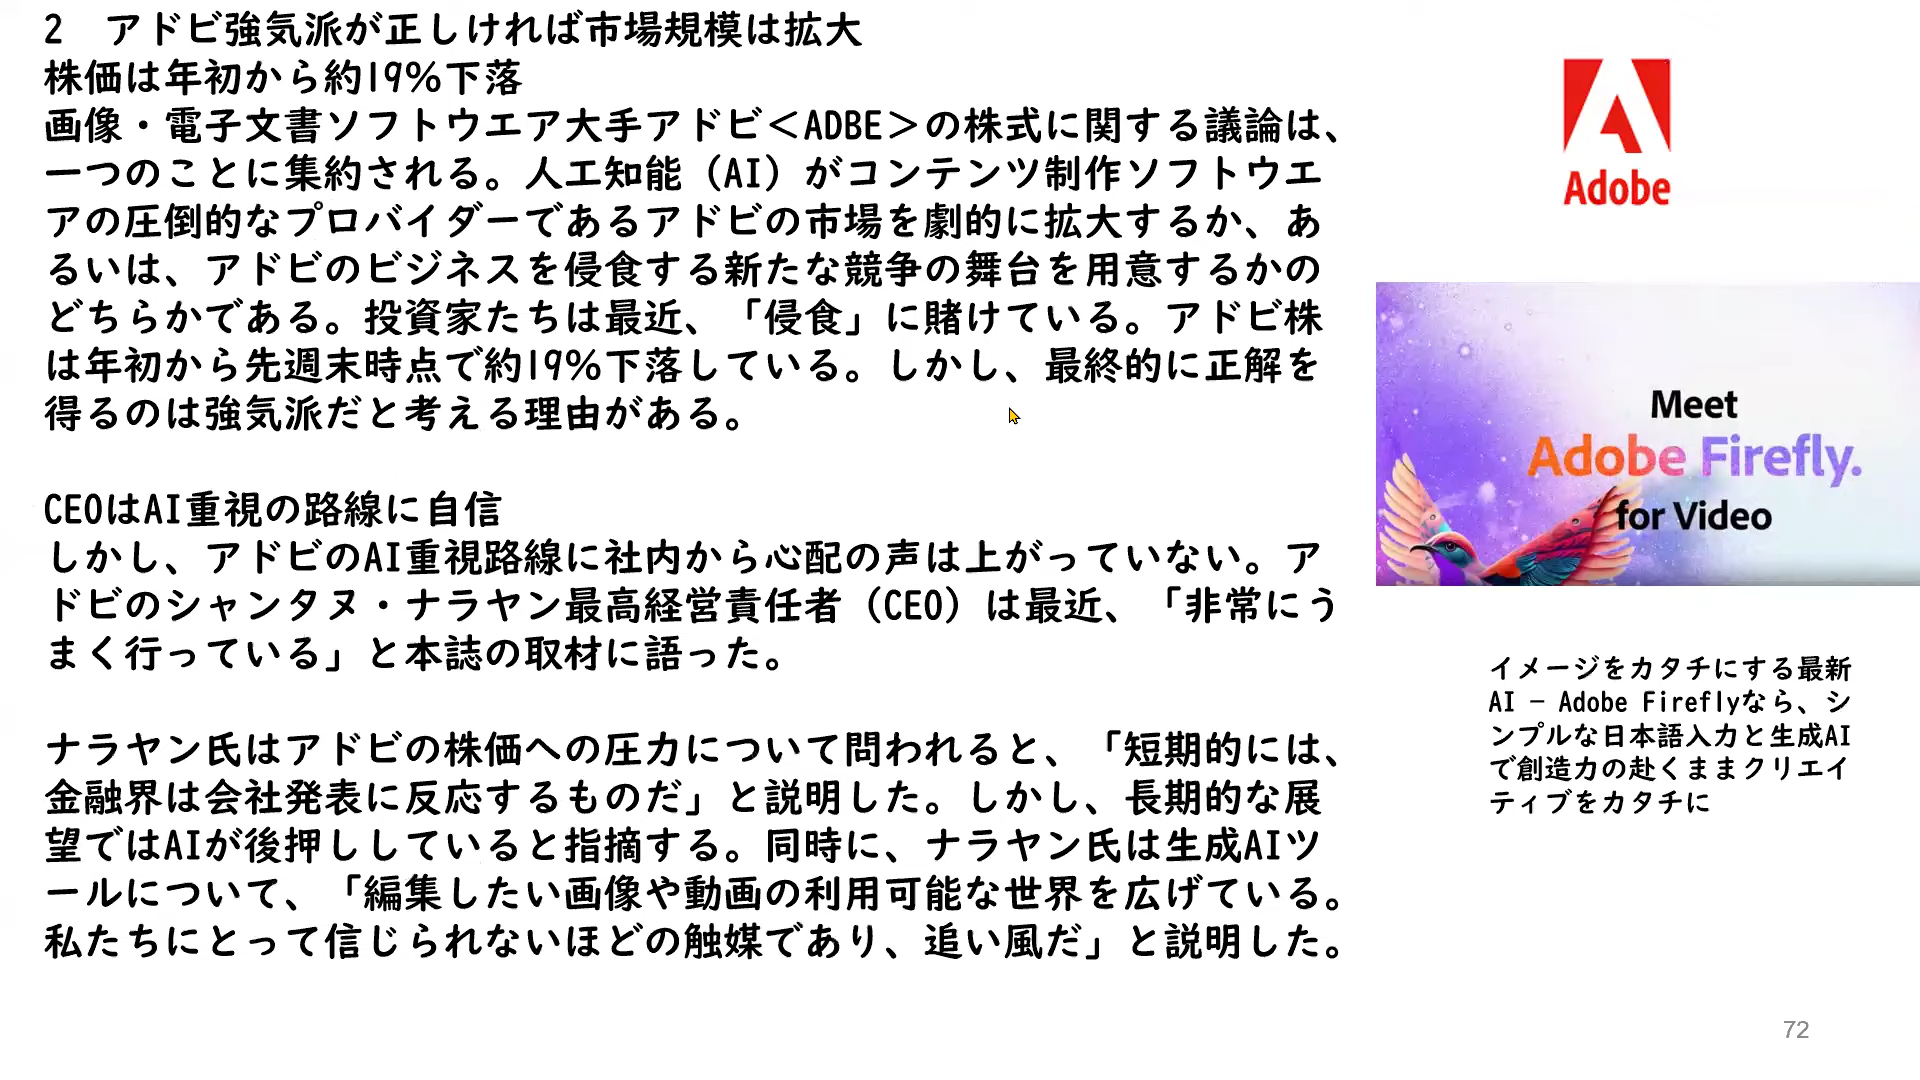 2　アドビ強気派が正しければ市場規模は拡大
株価は年初から約19%下落
画像・電子文書ソフトウエア大手アドビ＜ADBE＞の株式に関する議論は、
一つのことに集約される。人工知能（AI）がコンテンツ制作ソフトウエ
アの圧倒的なプロバイダーであるアドビの市場を劇的に拡大するか、あ
るいは、アドビのビジネスを侵食する新たな競争の舞台を用意するかの
どちらかである。投資家たちは最近、「侵食」に賭けている。アドビ株
は年初から先週末時点で約19%下落している。しかし、最終的に正解を
得るのは強気派だと考える理由がある。
CEOはAI重視の路線に自信
しかし、アドビのAI重視路線に社内から心配の声は上がっていない。ア
ドビのシャンタヌ・ナラヤン最高経営責任者（CEO）は最近、「非常にう
まく行っている」と本誌の取材に語った。
ナラヤン氏はアドビの株価への圧力について問われると、「短期的には、
金融界は会社発表に反応するものだ」と説明した。しかし、長期的な展
望ではAIが後押ししていると指摘する。同時に、ナラヤン氏は生成AIツ
ールについて、「編集したい画像や動画の利用可能な世界を広げている。
私たちにとって信じられないほどの触媒であり、追い風だ」と説明した。
Adobe
Meet
Adobe Firefly.
for Video
イメージをカタチにする最新
AI – Adobe Fireflyなら、シ
ンプルな日本語入力と生成AI
で創造力の赴くままクリエイ
ティブをカタチに
72